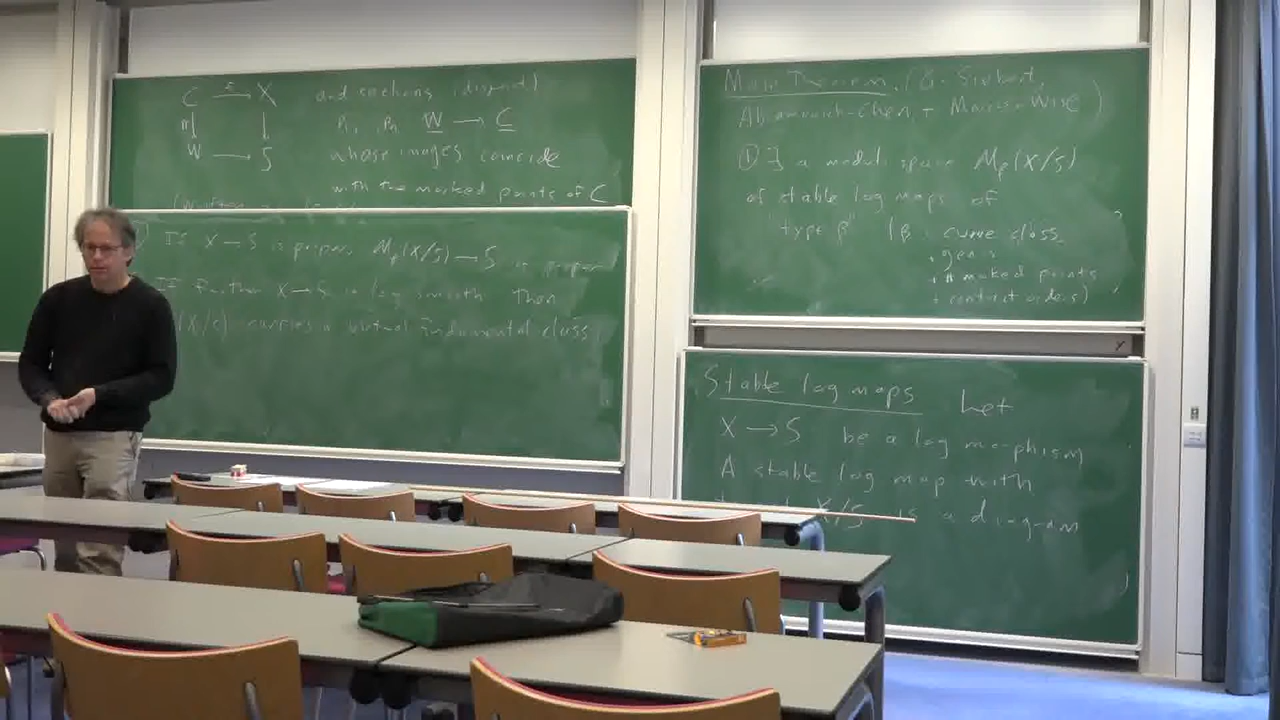 Stable log maps Let
X → S be a log morphism
A stable log map with
X/S is a diagram
C → X and sections (disjoint)
W → S p₁, …, pₙ W → C
whose images coincide
with the marked points of C
Main Theorem (G.-Siebert,
Abramovich-Chen, + Marcus-Wise)
① ∃ a moduli space M_β(X/S)
of stable log maps of
"type β" (β: curve class,
genus
# marked points,
+ contact orders)
If X → S is proper, M_β(X/S) → S is proper
If further X → S is log smooth then
(X/S) carries a virtual fundamental class